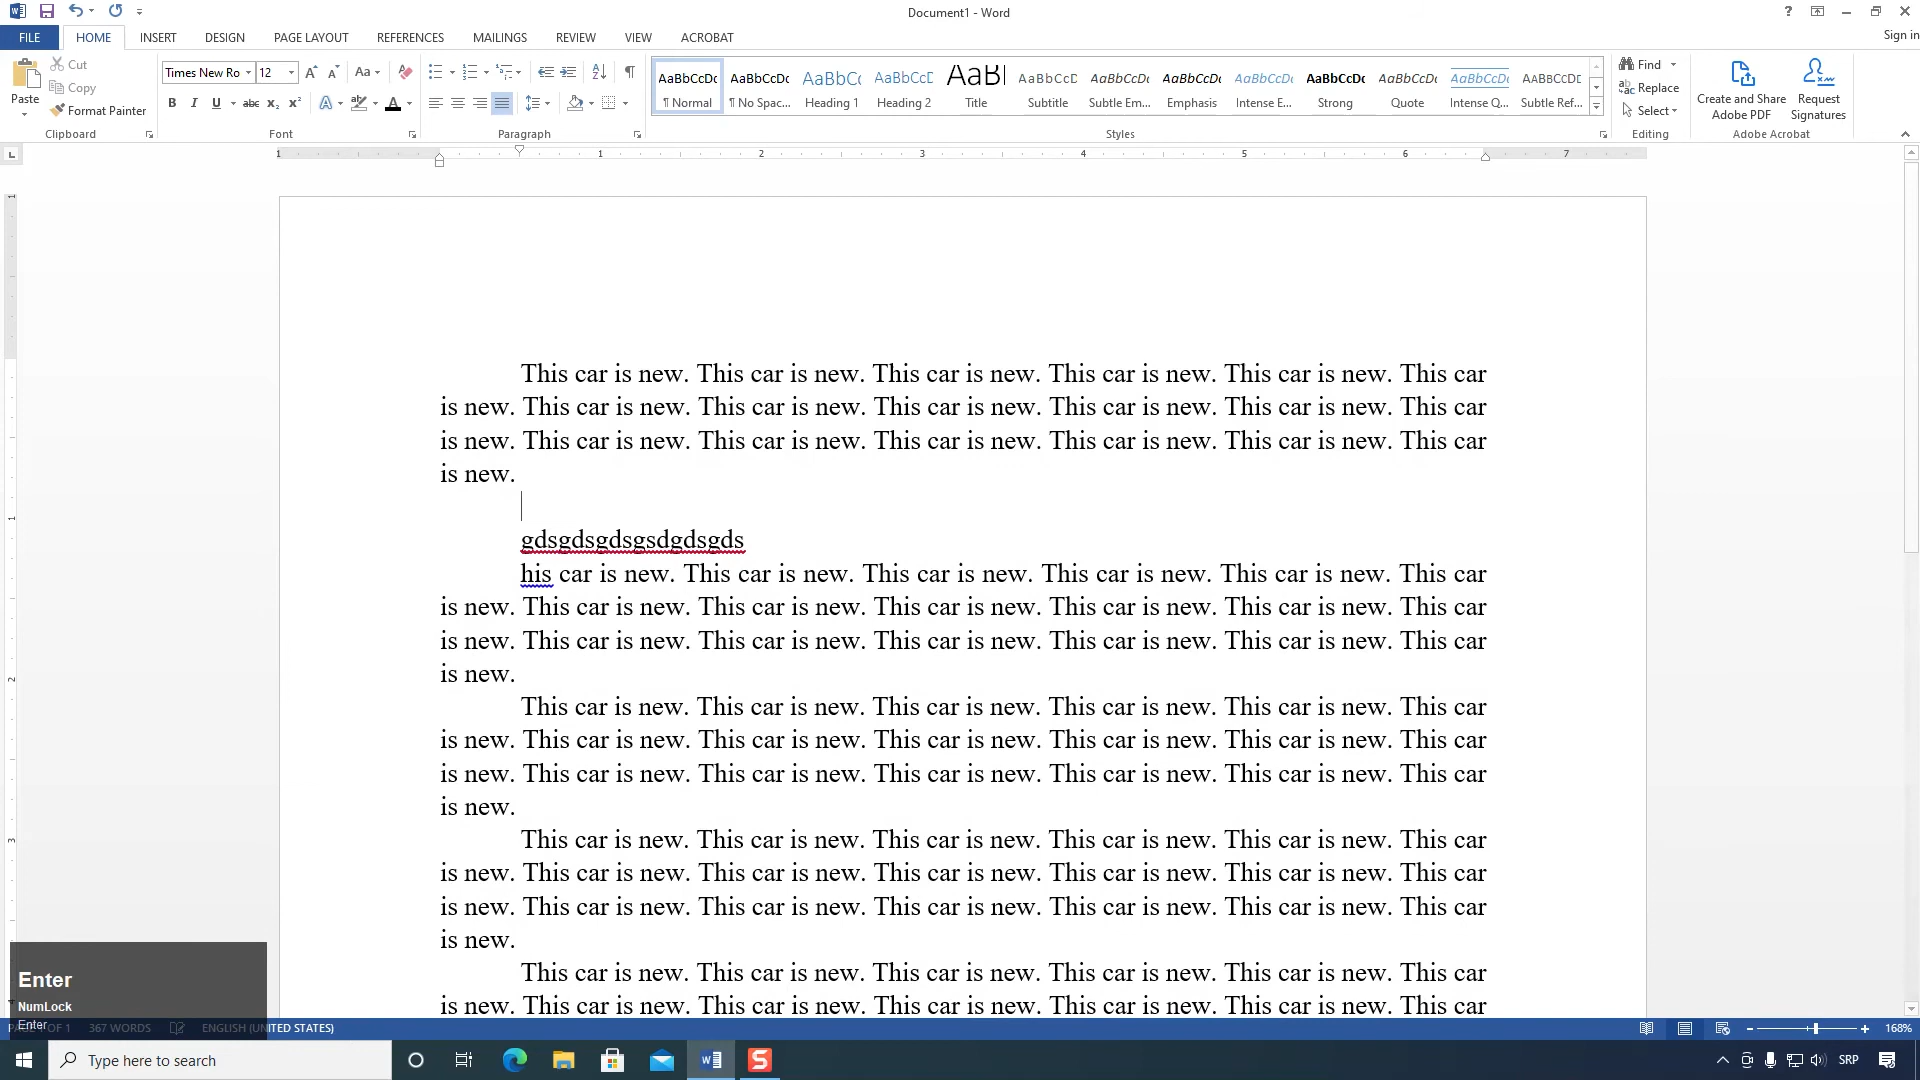 Document1 - Word
Sign in
FILE HOME INSERT DESIGN PAGE LAYOUT REFERENCES MAILINGS REVIEW VIEW ACROBAT
Paste
Cut
Copy
Format Painter
Clipboard
Times New Ro 12
Font
Paragraph
AaBbCcDc AaBbCcDc AaBbCc AaBbCcD AaBl AaBbCcD AaBbCcDc AaBbCcDc AaBbCcDc AaBbCcDc AaBbCcDc AaBbCcDc AABBCCDE
¶ Normal ¶ No Spac... Heading 1 Heading 2 Title Subtitle Subtle Em... Emphasis Intense E... Strong Quote Intense Q... Subtle Ref...
Styles
Find
Replace
Select
Editing
Create and Share
Adobe PDF
Request
Signatures
Adobe Acrobat
1 1 2 3 4 5 6 7
This car is new. This car is new. This car is new. This car is new. This car is new. This car
is new. This car is new. This car is new. This car is new. This car is new. This car is new. This car
is new. This car is new. This car is new. This car is new. This car is new. This car is new. This car
is new.
gdsgdsgdsgsdgdsgds
his car is new. This car is new. This car is new. This car is new. This car is new. This car
is new. This car is new. This car is new. This car is new. This car is new. This car is new. This car
is new. This car is new. This car is new. This car is new. This car is new. This car is new. This car
is new.
This car is new. This car is new. This car is new. This car is new. This car is new. This car
is new. This car is new. This car is new. This car is new. This car is new. This car is new. This car
is new. This car is new. This car is new. This car is new. This car is new. This car is new. This car
is new.
This car is new. This car is new. This car is new. This car is new. This car is new. This car
is new. This car is new. This car is new. This car is new. This car is new. This car is new. This car
is new. This car is new. This car is new. This car is new. This car is new. This car is new. This car
is new.
This car is new. This car is new. This car is new. This car is new. This car is new. This car
is new. This car is new. This car is new. This car is new. This car is new. This car is new. This car
Enter
NumLock
Enter
OF 1 367 WORDS ENGLISH (UNITED STATES)
168%
Type here to search
SRP